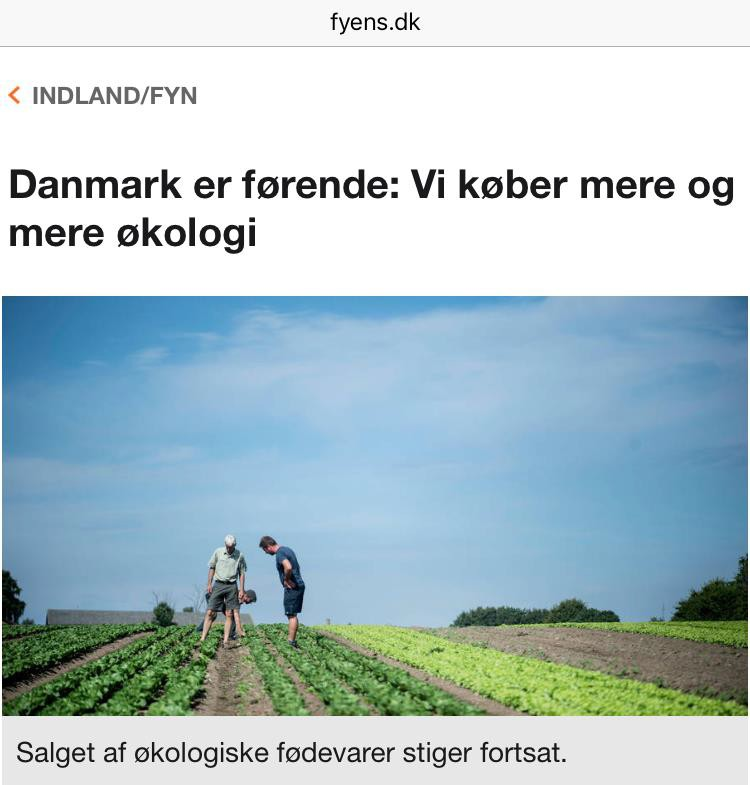 fyens.dk
INDLAND/FYN
Danmark er førende: Vi køber mere og
mere økologi
Salget af økologiske fødevarer stiger fortsat.